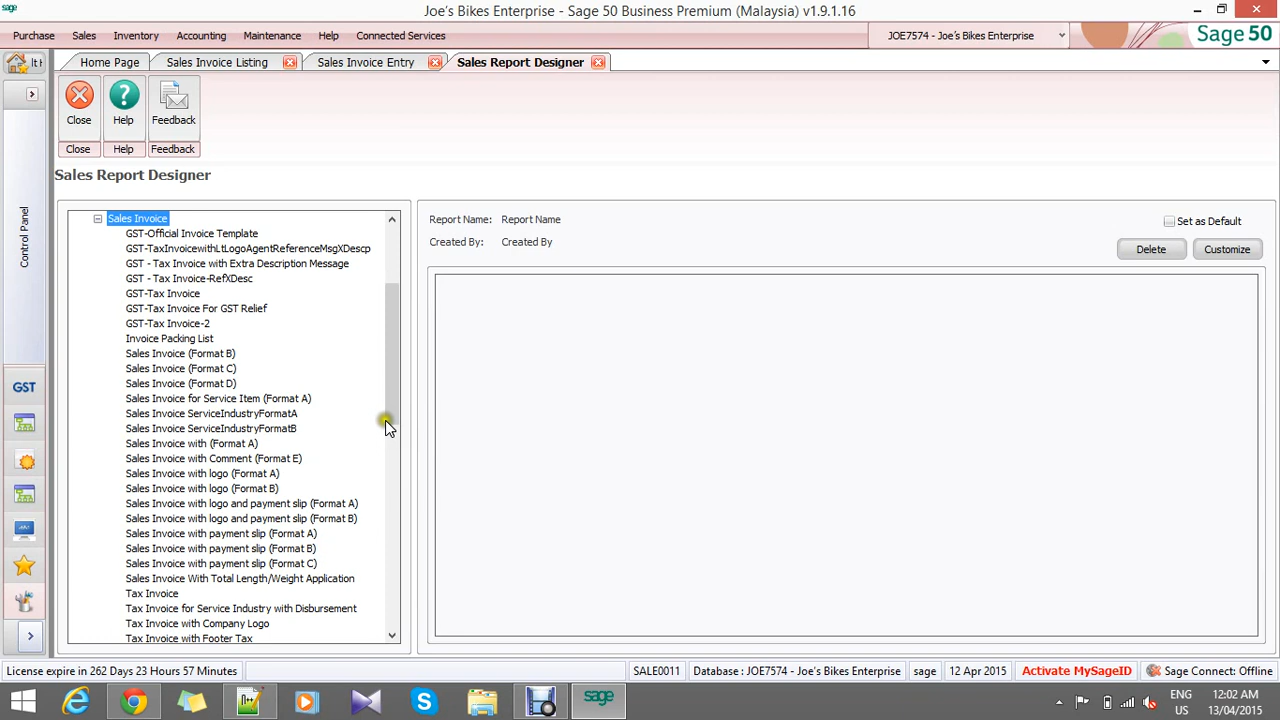 sage
Joe's Bikes Enterprise - Sage 50 Business Premium (Malaysia) v1.9.1.16
Purchase Sales Inventory Accounting Maintenance Help Connected Services
JOE7574 - Joe's Bikes Enterprise
Sage 50
Home Page Sales Invoice Listing Sales Invoice Entry Sales Report Designer
Close Help Feedback
Close Help Feedback
Control Panel
GST
Sales Report Designer
Sales Invoice
GST-Official Invoice Template
GST-TaxInvoicewithLtLogoAgentReferenceMsgXDescp
GST - Tax Invoice with Extra Description Message
GST - Tax Invoice-RefXDesc
GST-Tax Invoice
GST-Tax Invoice For GST Relief
GST-Tax Invoice-2
Invoice Packing List
Sales Invoice (Format B)
Sales Invoice (Format C)
Sales Invoice (Format D)
Sales Invoice for Service Item (Format A)
Sales Invoice ServiceIndustryFormatA
Sales Invoice ServiceIndustryFormatB
Sales Invoice with (Format A)
Sales Invoice with Comment (Format E)
Sales Invoice with logo (Format A)
Sales Invoice with logo (Format B)
Sales Invoice with logo and payment slip (Format A)
Sales Invoice with logo and payment slip (Format B)
Sales Invoice with payment slip (Format A)
Sales Invoice with payment slip (Format B)
Sales Invoice with payment slip (Format C)
Sales Invoice With Total Length/Weight Application
Tax Invoice
Tax Invoice for Service Industry with Disbursement
Tax Invoice with Company Logo
Tax Invoice with Footer Tax
Report Name: Report Name
Set as Default
Created By: Created By
Delete Customize
License expire in 262 Days 23 Hours 57 Minutes
SALE0011 Database : JOE7574 - Joe's Bikes Enterprise sage 12 Apr 2015 Activate MySageID Sage Connect: Offline
sage
ENG
US
12:02 AM
13/04/2015